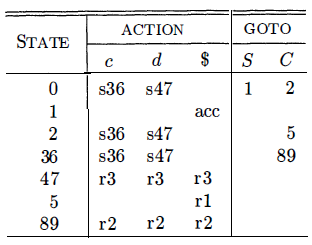 STATE ACTION GOTO
c d $ S C
0 s36 s47 1 2
1 acc
2 s36 s47 5
36 s36 s47 89
47 r3 r3 r3
5 r1
89 r2 r2 r2